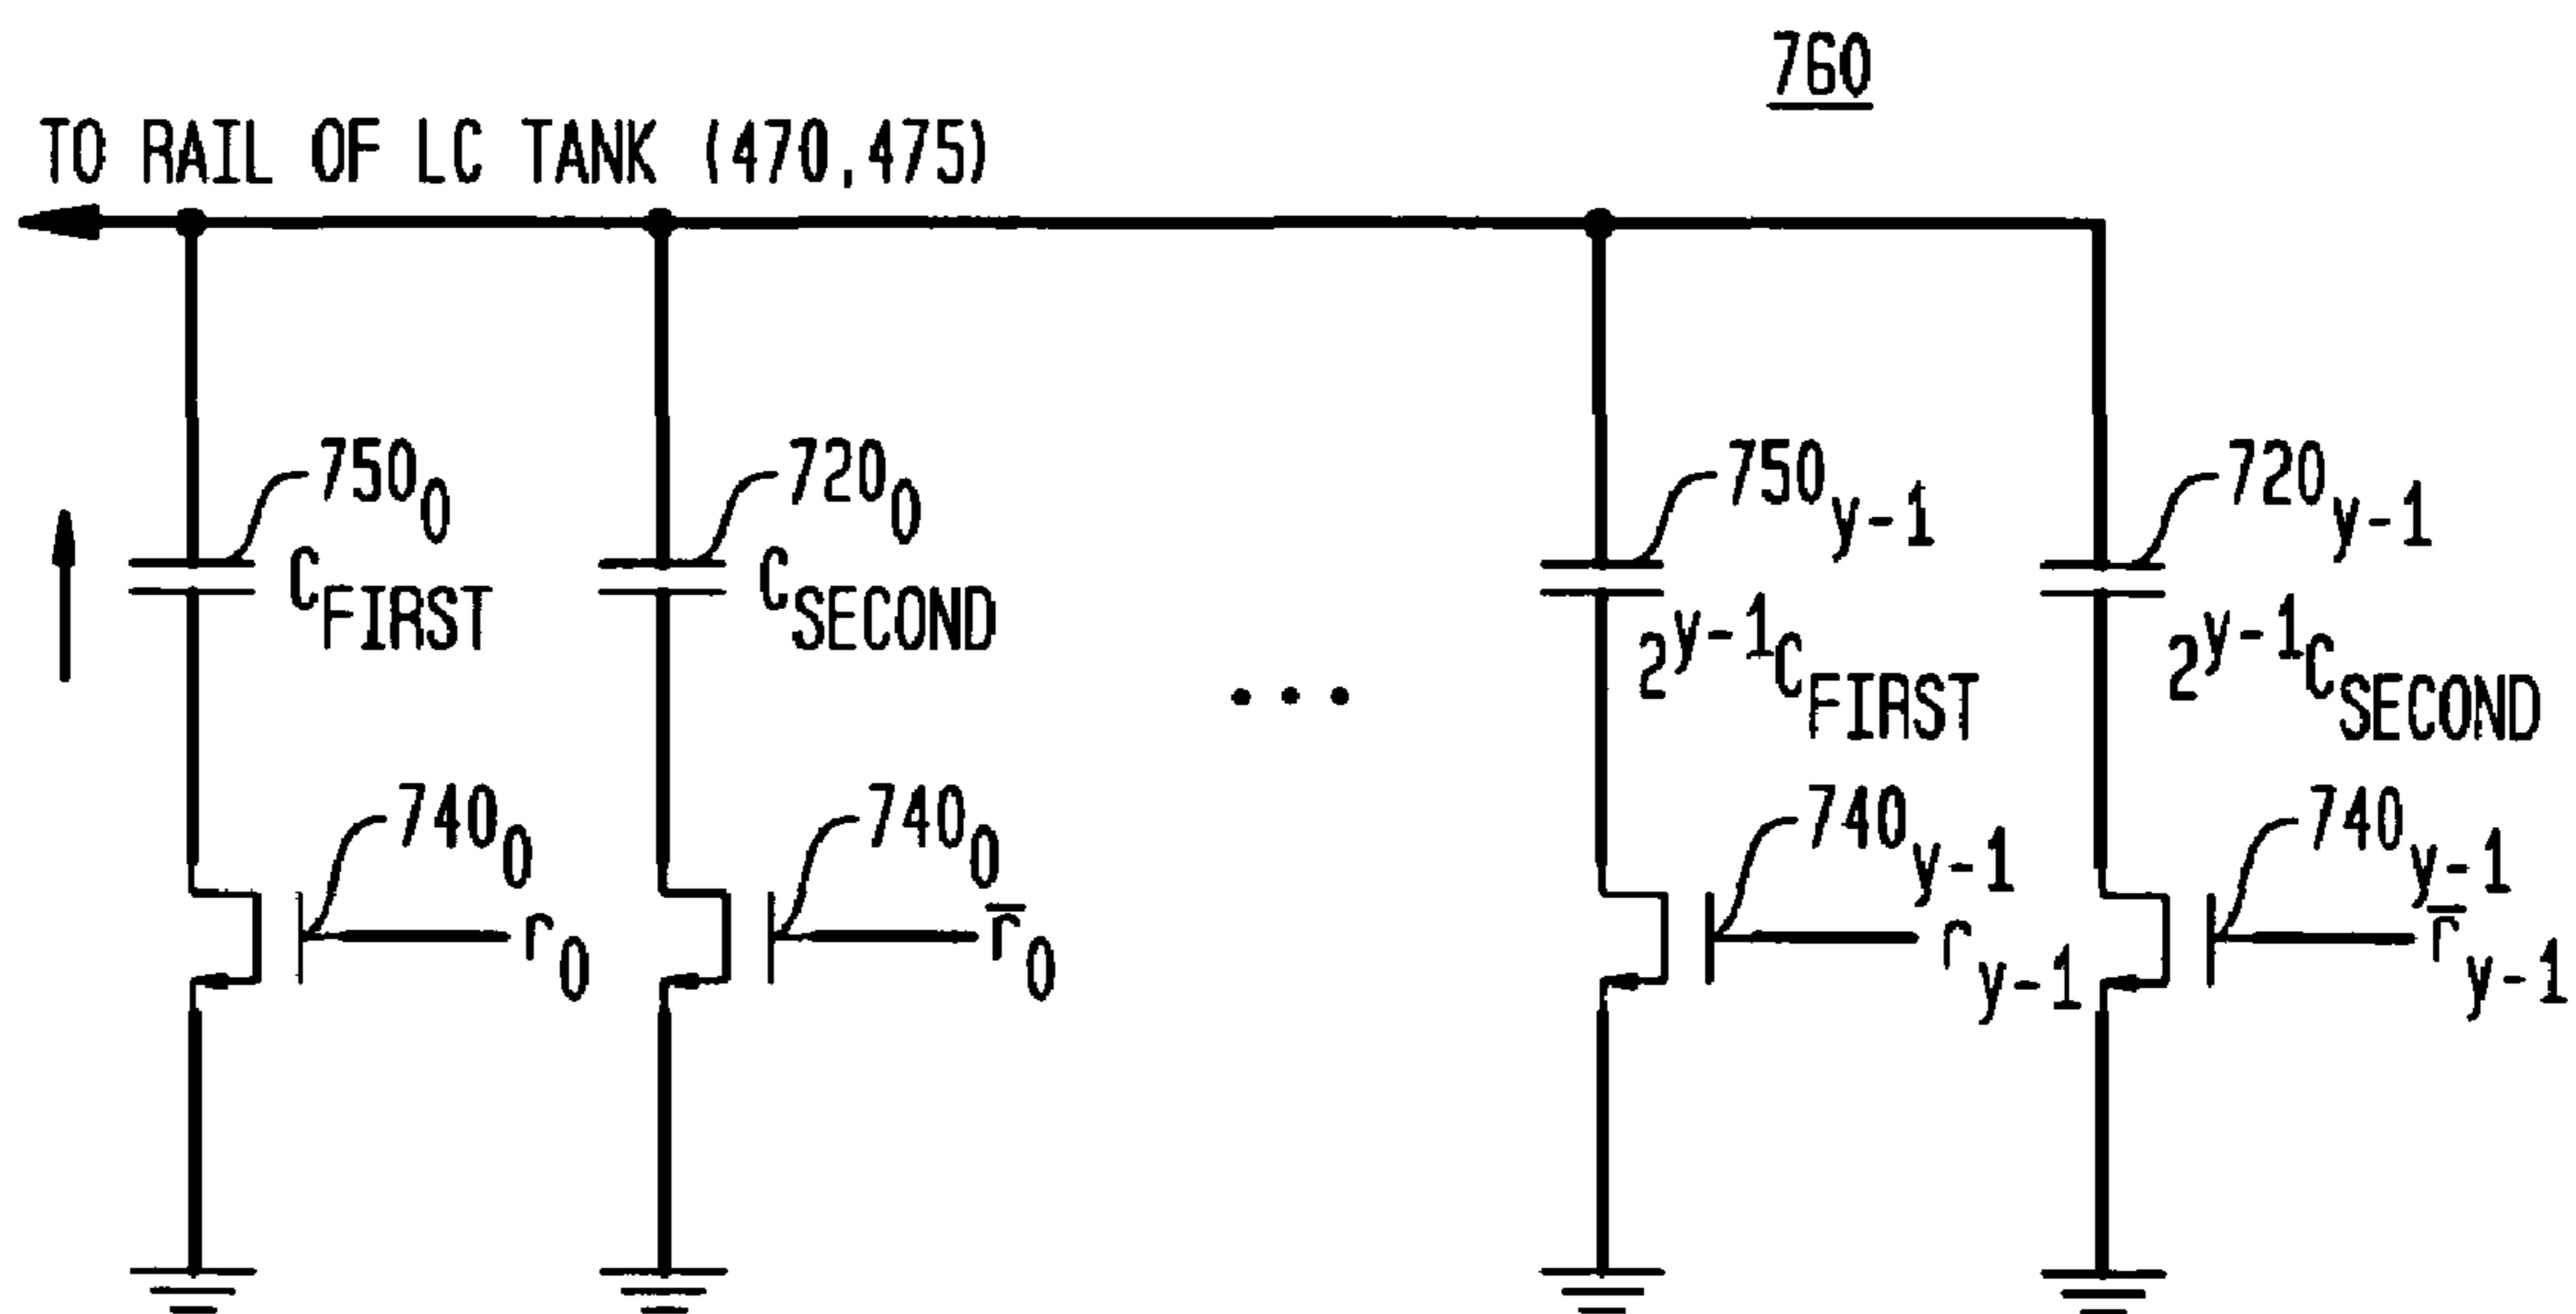 760
TO RAIL OF LC TANK (470,475)
750₀
C_FIRST
720₀
C_SECOND
750_y-1
2^y-1 C_FIRST
720_y-1
2^y-1 C_SECOND
...
740₀
r₀
740₀
r̅₀
740_y-1
r_y-1
740_y-1
r̅_y-1